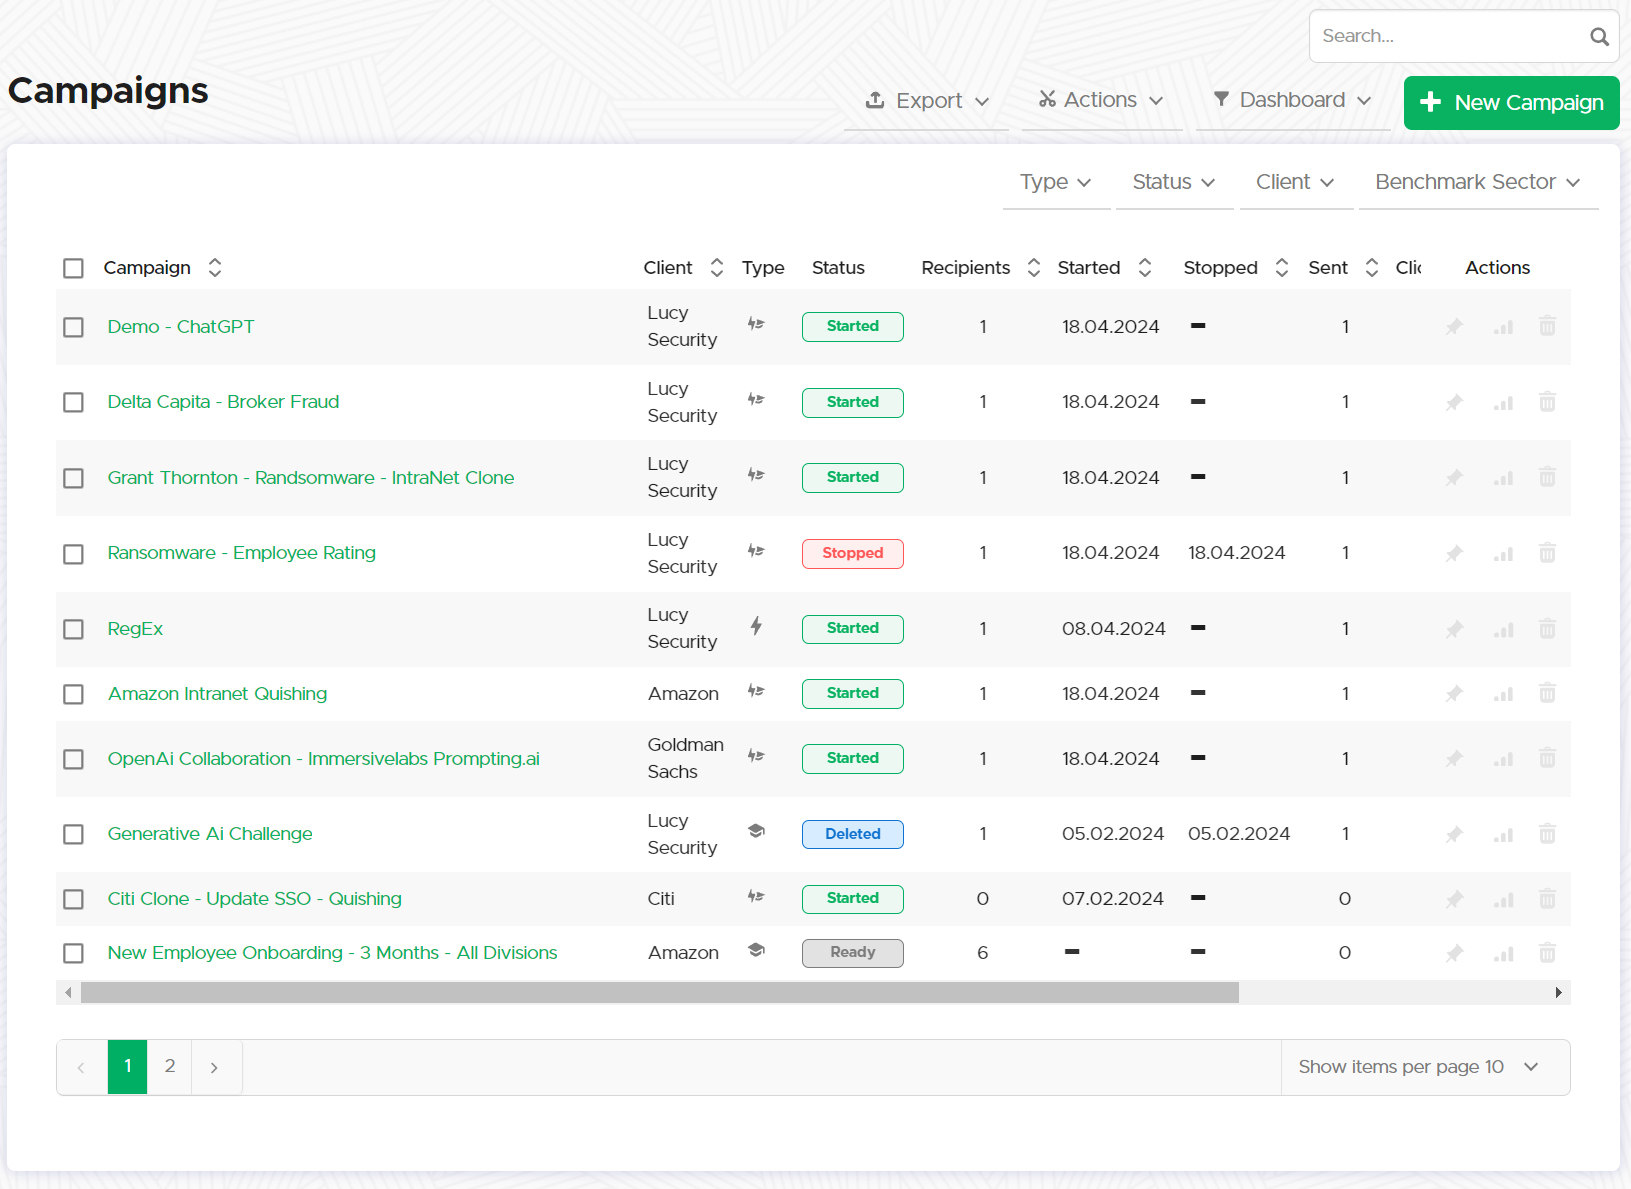 Search...
Campaigns
Export
Actions
Dashboard
New Campaign
Type
Status
Client
Benchmark Sector
Campaign Client Type Status Recipients Started Stopped Sent Clic Actions
Demo - ChatGPT Lucy Security Started 1 18.04.2024 - 1
Delta Capita - Broker Fraud Lucy Security Started 1 18.04.2024 - 1
Grant Thornton - Randsomware - IntraNet Clone Lucy Security Started 1 18.04.2024 - 1
Ransomware - Employee Rating Lucy Security Stopped 1 18.04.2024 18.04.2024 1
RegEx Lucy Security Started 1 08.04.2024 - 1
Amazon Intranet Quishing Amazon Started 1 18.04.2024 - 1
OpenAi Collaboration - Immersivelabs Prompting.ai Goldman Sachs Started 1 18.04.2024 - 1
Generative Ai Challenge Lucy Security Deleted 1 05.02.2024 05.02.2024 1
Citi Clone - Update SSO - Quishing Citi Started 0 07.02.2024 - 0
New Employee Onboarding - 3 Months - All Divisions Amazon Ready 6 - - 0
< 1 2 >
Show items per page 10